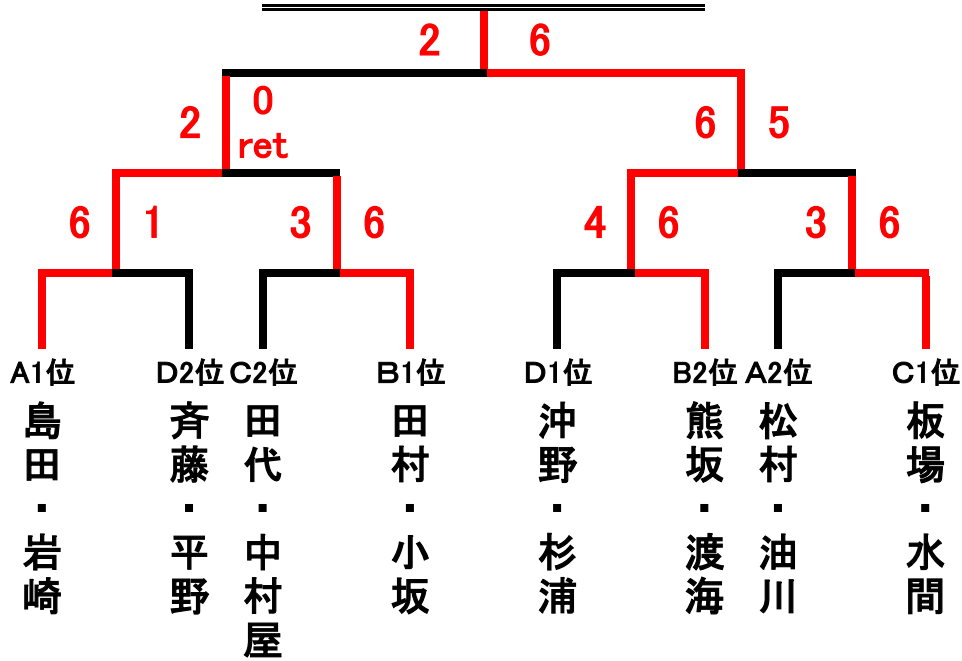 2 6
2 0 6 5
ret
6 1 3 6 4 6 3 6
A1位 D2位 C2位 B1位 D1位 B2位 A2位 C1位
島田・岩崎
斉藤・平野
田代・中村屋
田村・小坂
沖野・杉浦
熊坂・渡海
松村・油川
板場・水間